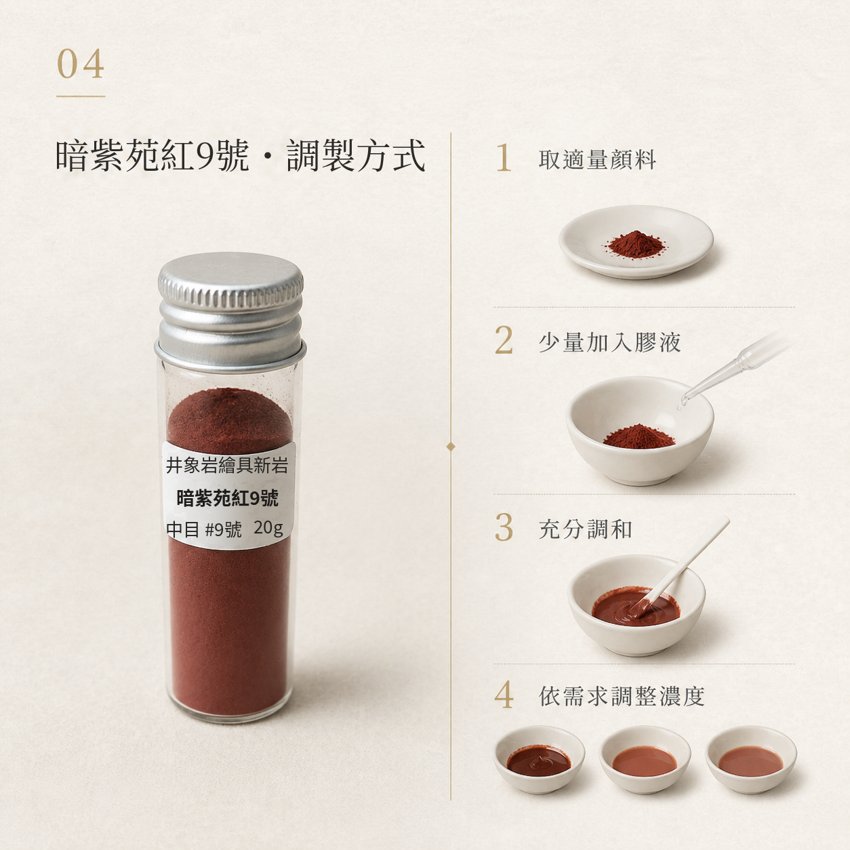 04
暗紫苑紅9號・調製方式
井象岩繪具新岩
暗紫苑紅9號
中目 #9號 20g
1 取適量顏料
2 少量加入膠液
3 充分調和
4 依需求調整濃度